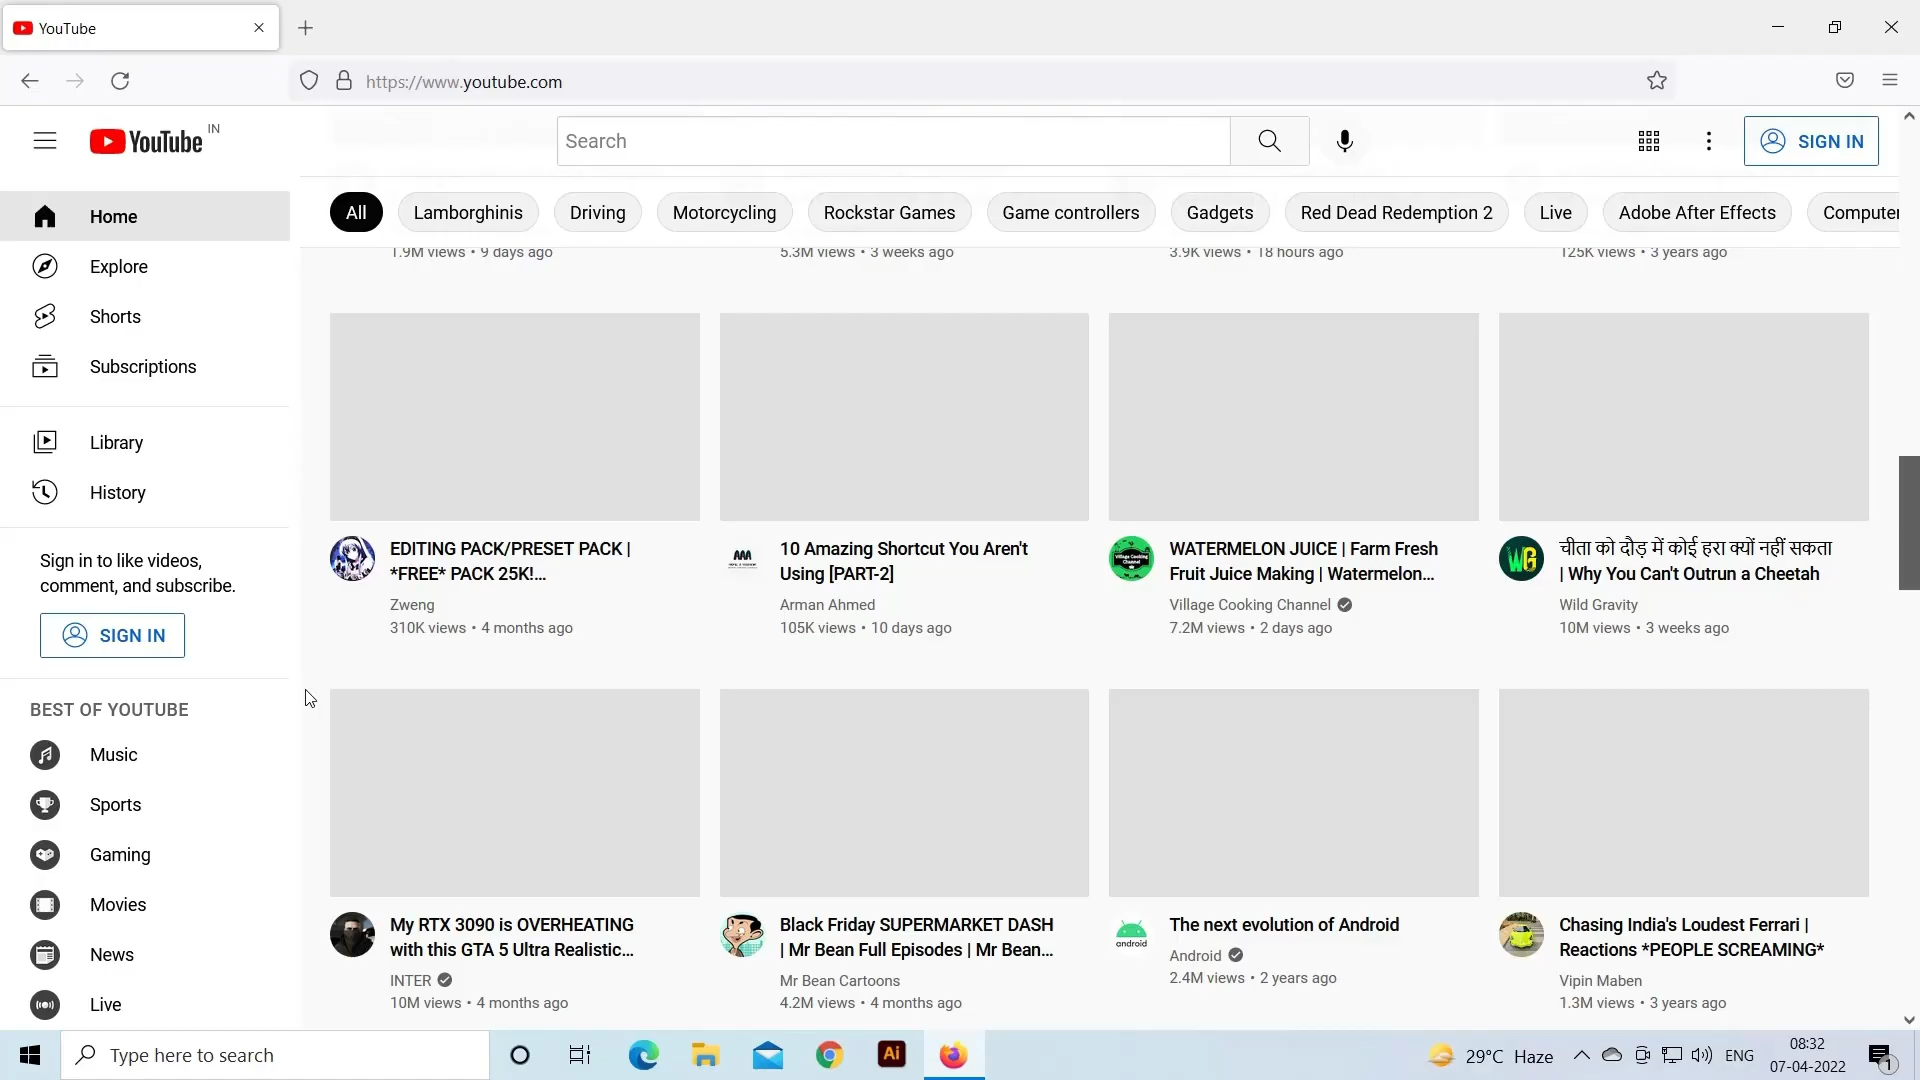 YouTube
https://www.youtube.com
YouTube IN
Search
SIGN IN
Home
Explore
Shorts
Subscriptions
Library
History
Sign in to like videos,
comment, and subscribe.
SIGN IN
BEST OF YOUTUBE
Music
Sports
Gaming
Movies
News
Live
All Lamborghinis Driving Motorcycling Rockstar Games Game controllers Gadgets Red Dead Redemption 2 Live Adobe After Effects Computer
1.9M views • 9 days ago
5.3M views • 3 weeks ago
3.9K views • 18 hours ago
125K views • 3 years ago
EDITING PACK/PRESET PACK |
*FREE* PACK 25K!...
Zweng
310K views • 4 months ago
10 Amazing Shortcut You Aren't
Using [PART-2]
Arman Ahmed
105K views • 10 days ago
Village Cooking Channel
WATERMELON JUICE | Farm Fresh
Fruit Juice Making | Watermelon...
Village Cooking Channel
7.2M views • 2 days ago
WG
चीता को दौड़ में कोई हरा क्यों नहीं सकता
| Why You Can't Outrun a Cheetah
Wild Gravity
10M views • 3 weeks ago
My RTX 3090 is OVERHEATING
with this GTA 5 Ultra Realistic...
INTER
10M views • 4 months ago
Black Friday SUPERMARKET DASH
| Mr Bean Full Episodes | Mr Bean...
Mr Bean Cartoons
4.2M views • 4 months ago
android
The next evolution of Android
Android
2.4M views • 2 years ago
Chasing India's Loudest Ferrari |
Reactions *PEOPLE SCREAMING*
Vipin Maben
1.3M views • 3 years ago
Type here to search
Ai
29°C Haze
ENG
08:32
07-04-2022
1